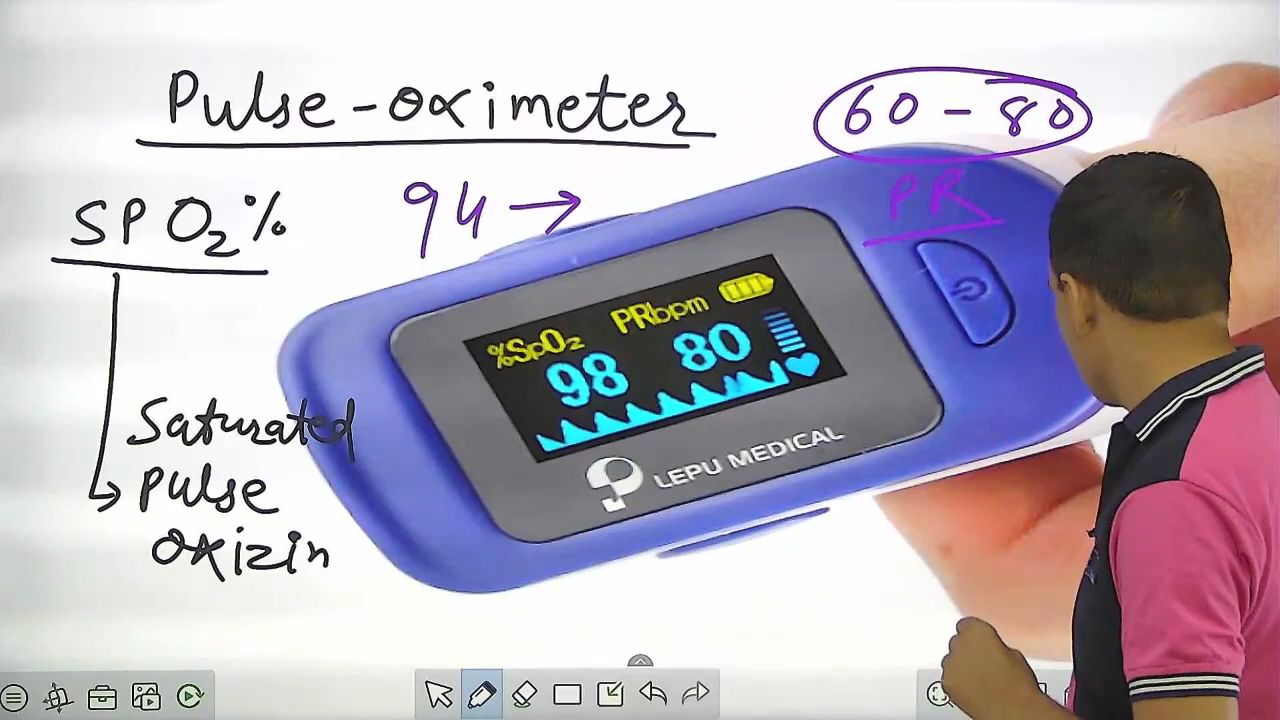 Pulse-oximeter
60 - 80
PR
SPO₂%
94 →
%SpO₂
PRbpm
98
80
LEPU MEDICAL
Saturated
Pulse
oxizin